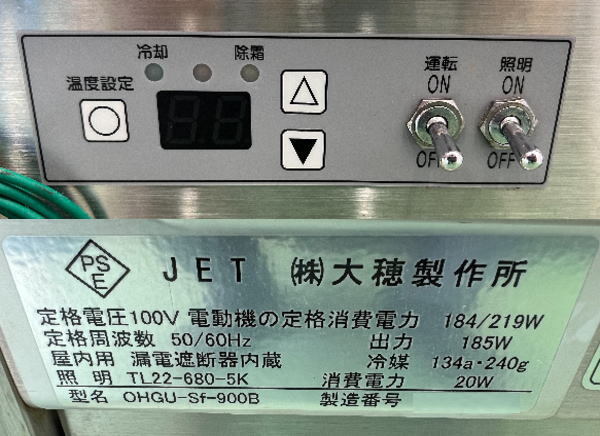 冷却 除霜
温度設定
運転 照明
ON ON
OFF OFF
PS
E
JET ㈱大穂製作所
定格電圧100V 電動機の定格消費電力 184/219W
定格周波数 50/60Hz 出力 185W
屋内用 漏電遮断器内蔵 冷媒 134a・240g
照明 TL22-680-5K 消費電力 20W
型名 OHGU-Sf-900B 製造番号